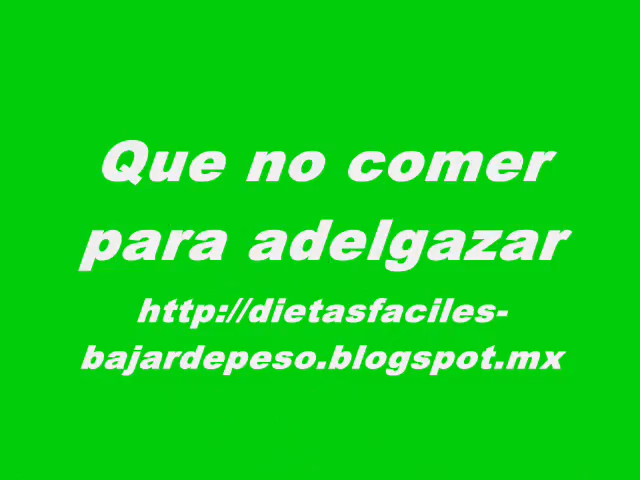 Que no comer
para adelgazar
http://dietasfaciles-
bajardepeso.blogspot.mx